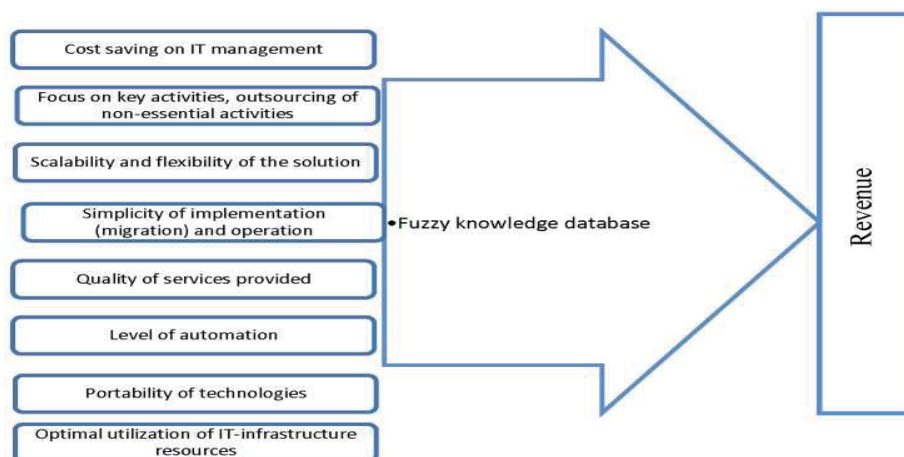 Cost saving on IT management
Focus on key activities, outsourcing of
non-essential activities
Scalability and flexibility of the solution
Simplicity of implementation
(migration) and operation
•Fuzzy knowledge database
Quality of services provided
Level of automation
Portability of technologies
Optimal utilization of IT-infrastructure
resources
Revenue